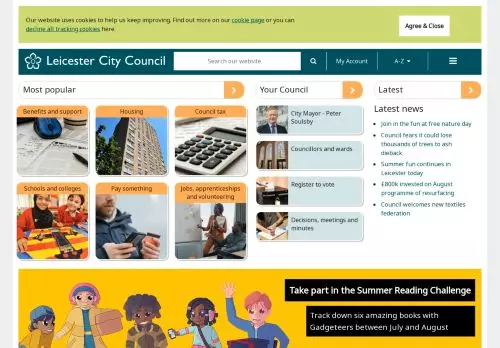 Our website uses cookies to help us keep improving. Find out more on our cookie page or you can
decline all tracking cookies here.
Agree & Close
Leicester City Council
Search our website
My Account
A-Z
Most popular
Benefits and support
Housing
Council tax
Schools and colleges
Pay something
Jobs, apprenticeships
and volunteering
Your Council
City Mayor - Peter
Soulsby
Councillors and wards
Register to vote
Decisions, meetings and
minutes
Latest
Latest news
Join in the fun at free nature day
Council fears it could lose
thousands of trees to ash
dieback
Summer fun continues in
Leicester today
£800k invested on August
programme of resurfacing
Council welcomes new textiles
federation
Take part in the Summer Reading Challenge
Track down six amazing books with
Gadgeteers between July and August